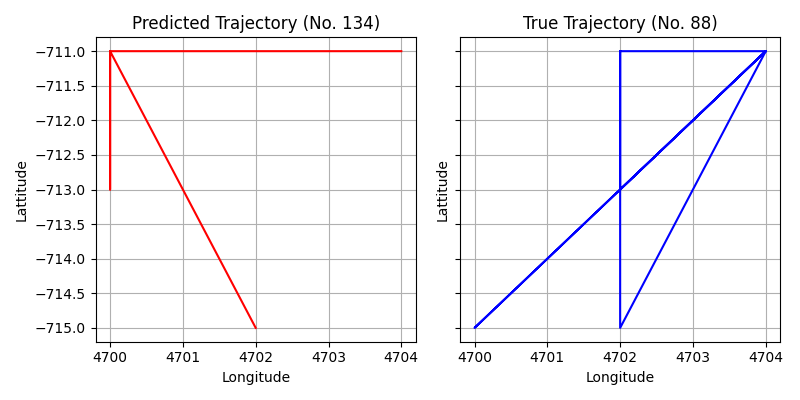 Predicted Trajectory (No. 134)
True Trajectory (No. 88)
−711.0
−711.5
−712.0
−712.5
−713.0
−713.5
−714.0
−714.5
−715.0
Lattitude
Lattitude
4700 4701 4702 4703 4704
4700 4701 4702 4703 4704
Longitude
Longitude